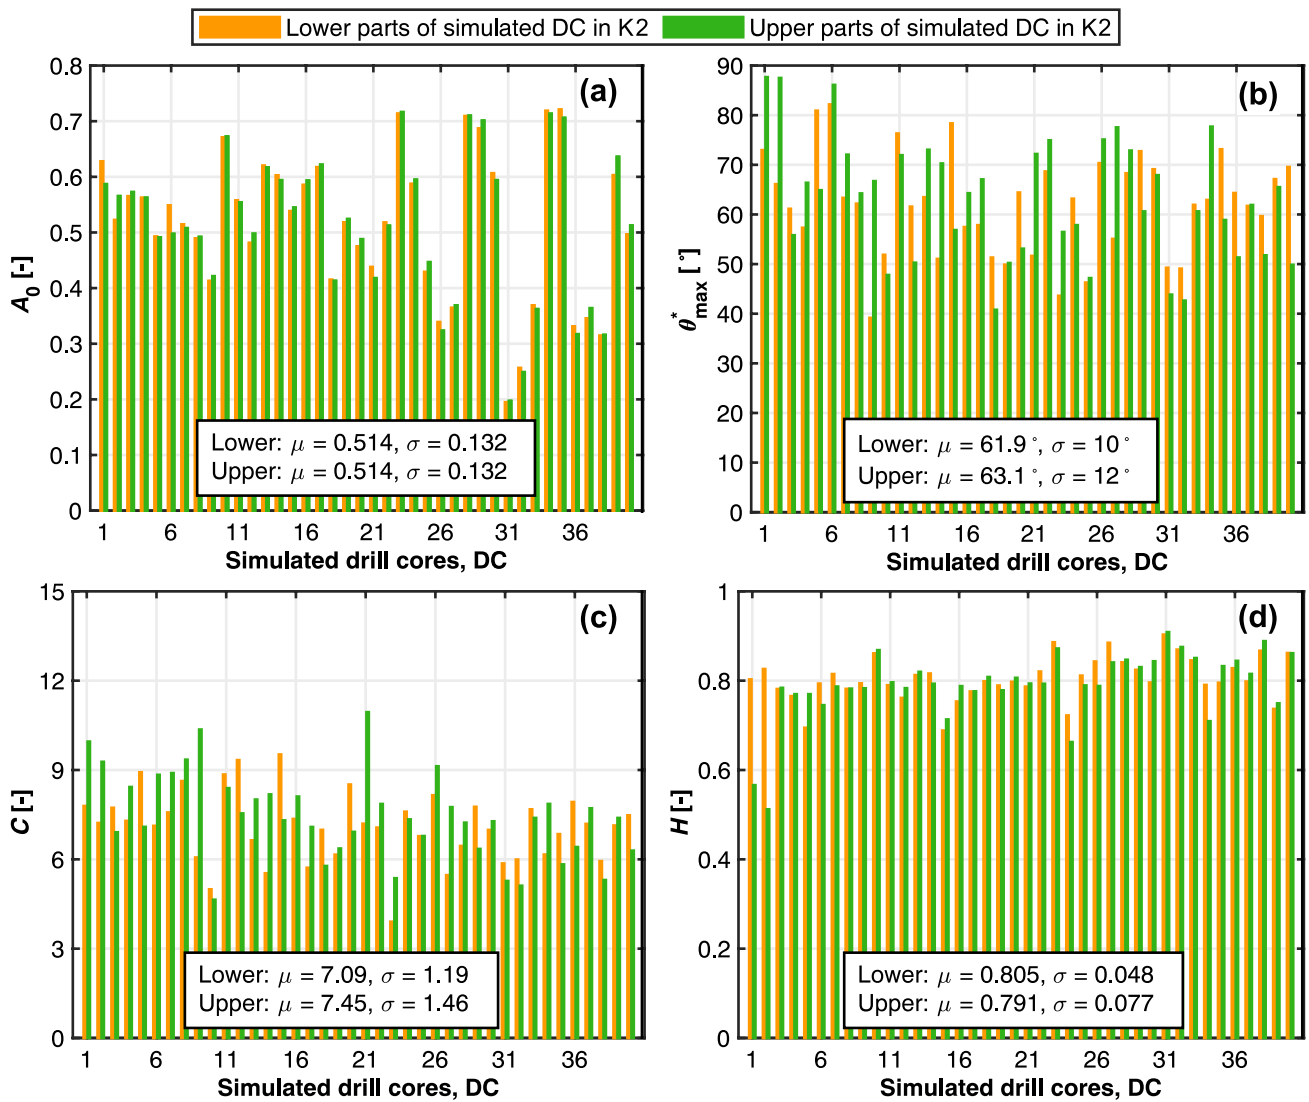 Lower parts of simulated DC in K2 Upper parts of simulated DC in K2
(a)
A0 [-]
0.8
0.7
0.6
0.5
0.4
0.3
0.2
0.1
0
Lower: μ = 0.514, σ = 0.132
Upper: μ = 0.514, σ = 0.132
1 6 11 16 21 26 31 36
Simulated drill cores, DC
(b)
θ*max [°]
90
80
70
60
50
40
30
20
10
0
Lower: μ = 61.9°, σ = 10°
Upper: μ = 63.1°, σ = 12°
1 6 11 16 21 26 31 36
Simulated drill cores, DC
(c)
C [-]
15
12
9
6
3
0
Lower: μ = 7.09, σ = 1.19
Upper: μ = 7.45, σ = 1.46
1 6 11 16 21 26 31 36
Simulated drill cores, DC
(d)
H [-]
1
0.8
0.6
0.4
0.2
0
Lower: μ = 0.805, σ = 0.048
Upper: μ = 0.791, σ = 0.077
1 6 11 16 21 26 31 36
Simulated drill cores, DC